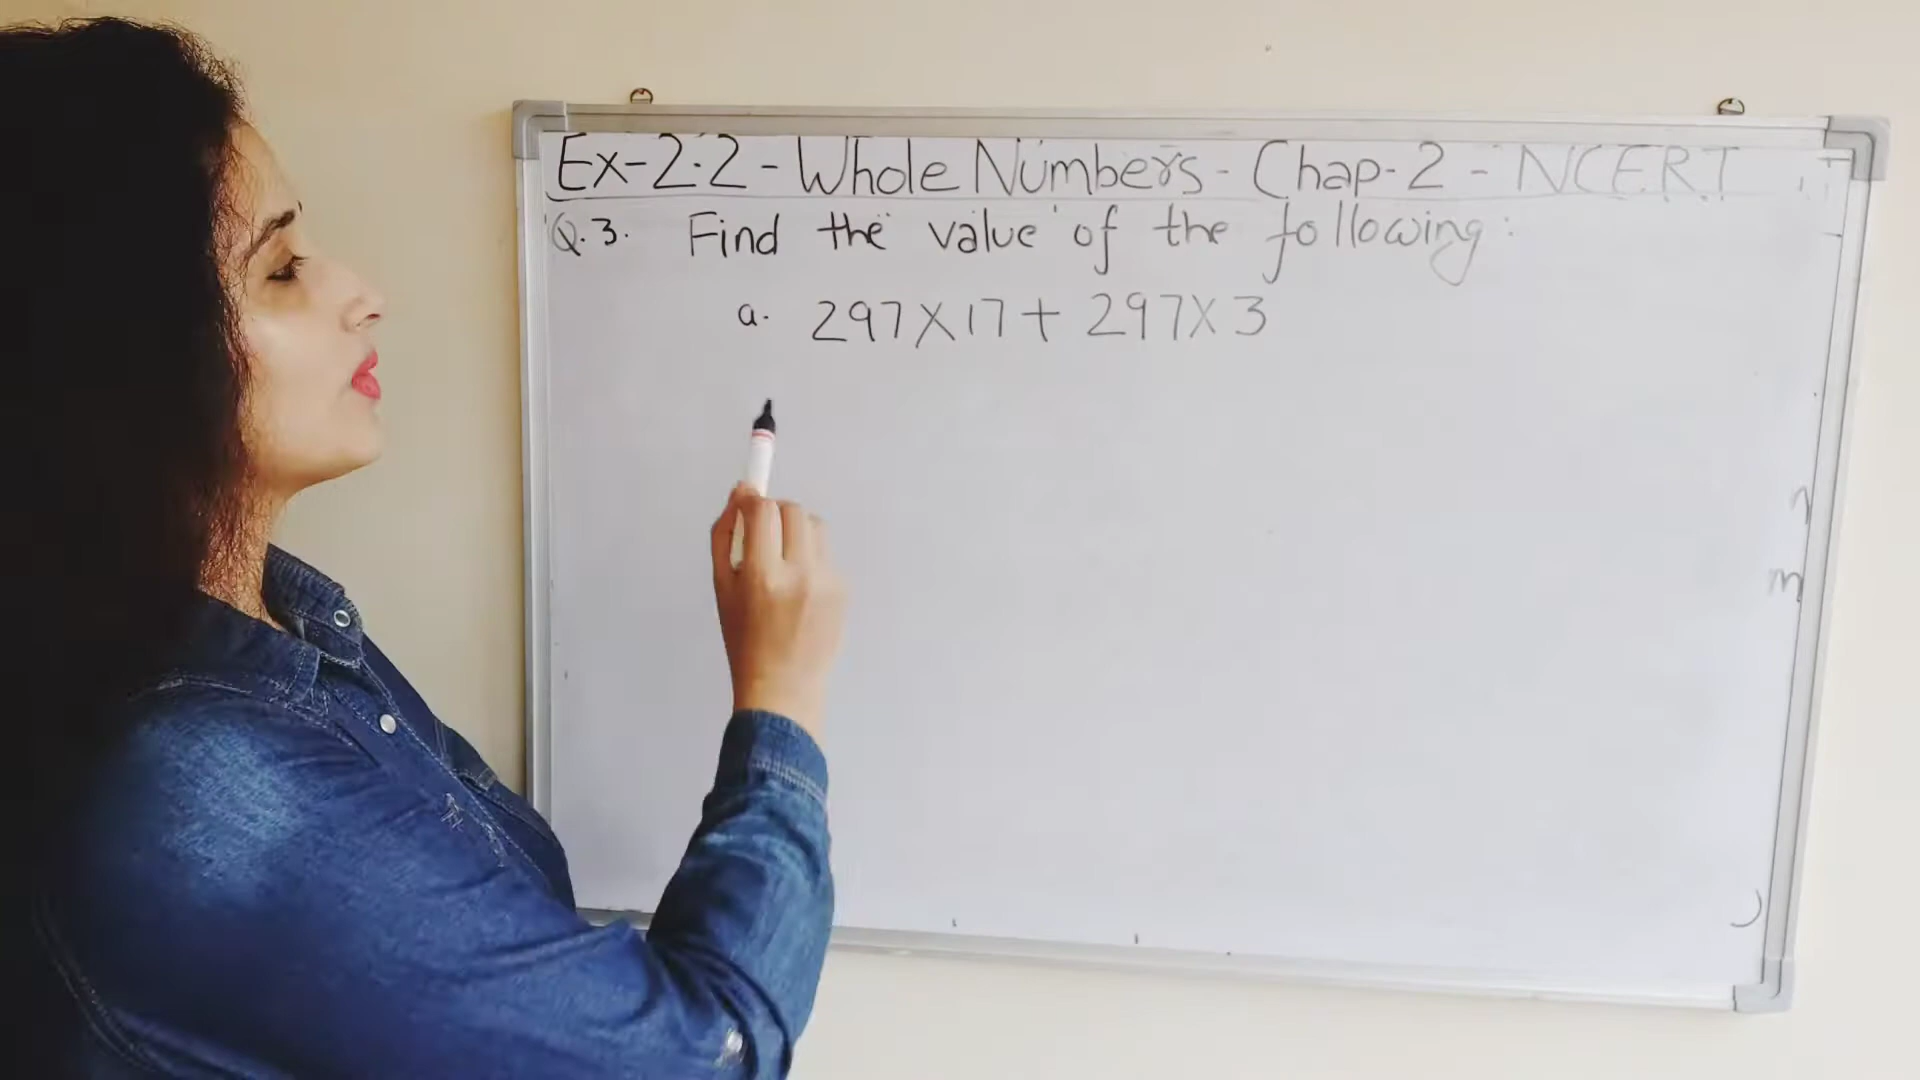 Ex-2.2 - Whole Numbers - Chap-2 - NCERT
Q.3. Find the value of the following:
a. 297×17+ 297×3